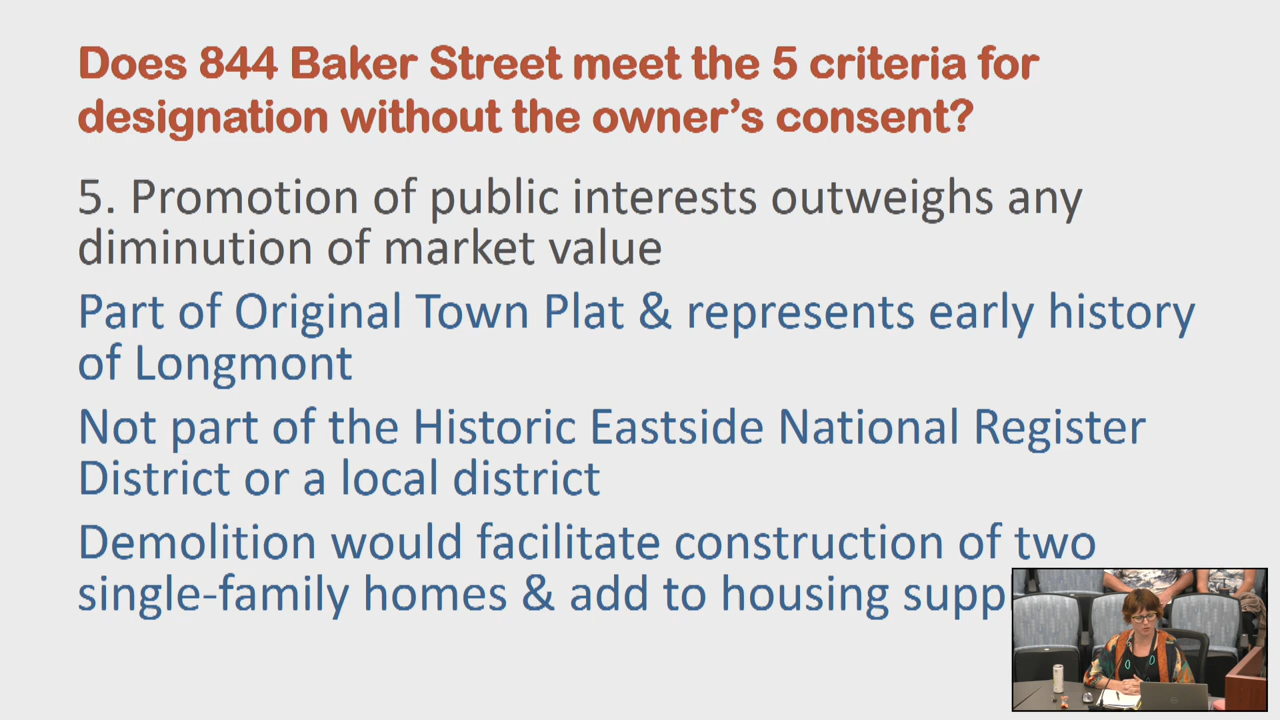 Does 844 Baker Street meet the 5 criteria for
designation without the owner's consent?
5. Promotion of public interests outweighs any
diminution of market value
Part of Original Town Plat & represents early history
of Longmont
Not part of the Historic Eastside National Register
District or a local district
Demolition would facilitate construction of two
single-family homes & add to housing